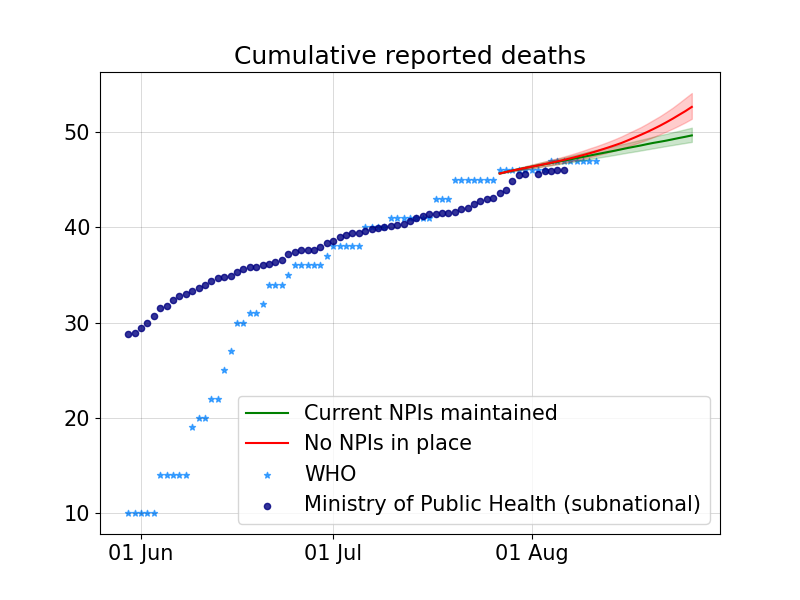 Cumulative reported deaths
50
40
30
20
10
01 Jun
01 Jul
01 Aug
Current NPIs maintained
No NPIs in place
WHO
Ministry of Public Health (subnational)